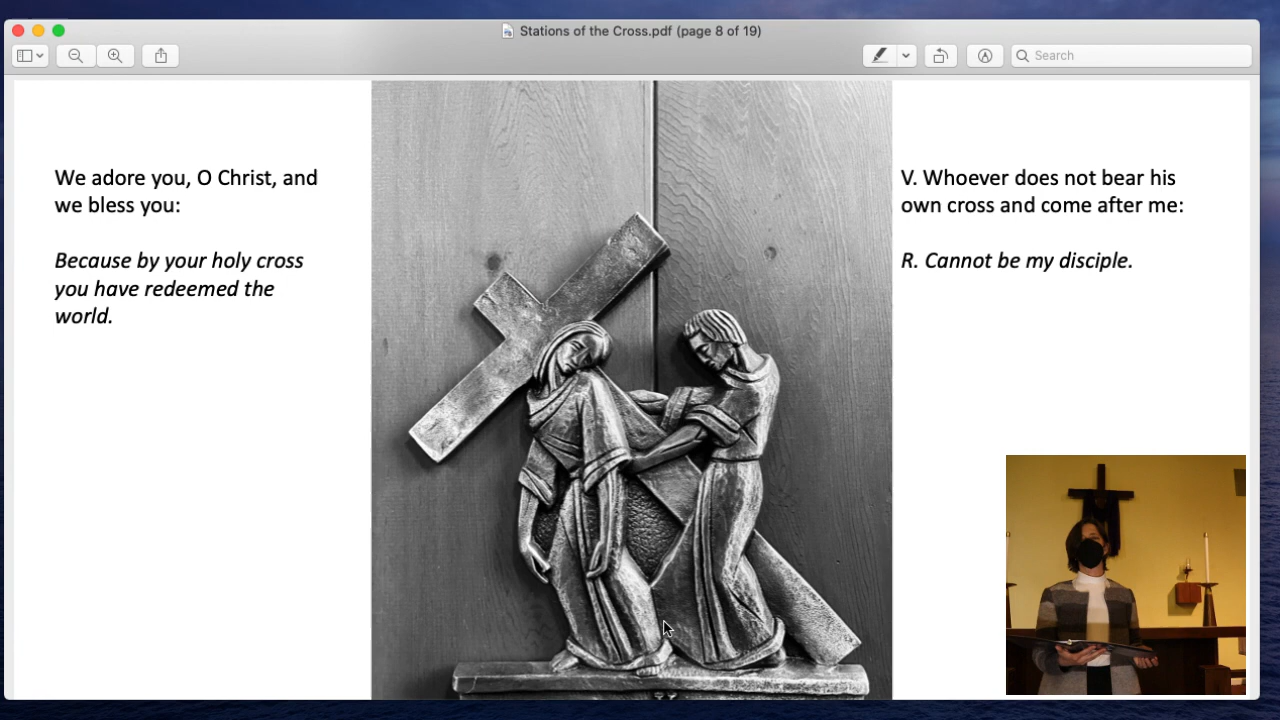 Stations of the Cross.pdf (page 8 of 19)
Search
We adore you, O Christ, and
we bless you:
Because by your holy cross
you have redeemed the
world.
V. Whoever does not bear his
own cross and come after me:
R. Cannot be my disciple.